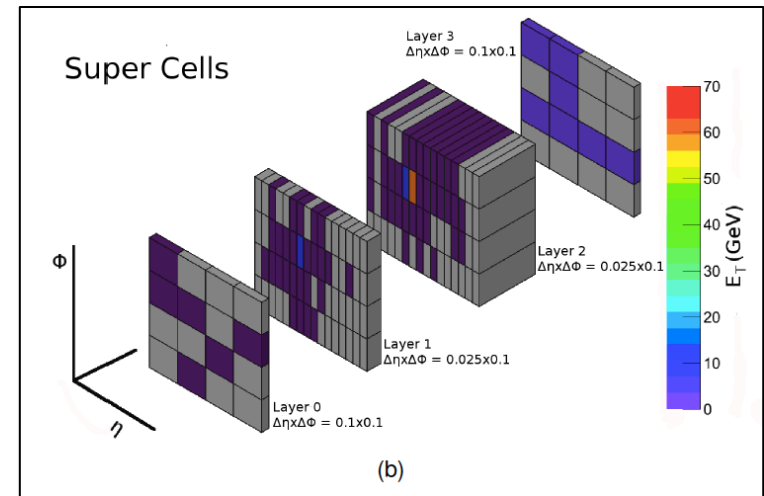 Super Cells
Layer 3
ΔηxΔΦ = 0.1x0.1
70
60
50
40
30
20
10
0
E_T (GeV)
Layer 2
ΔηxΔΦ = 0.025x0.1
Layer 1
ΔηxΔΦ = 0.025x0.1
Layer 0
ΔηxΔΦ = 0.1x0.1
Φ
η
(b)